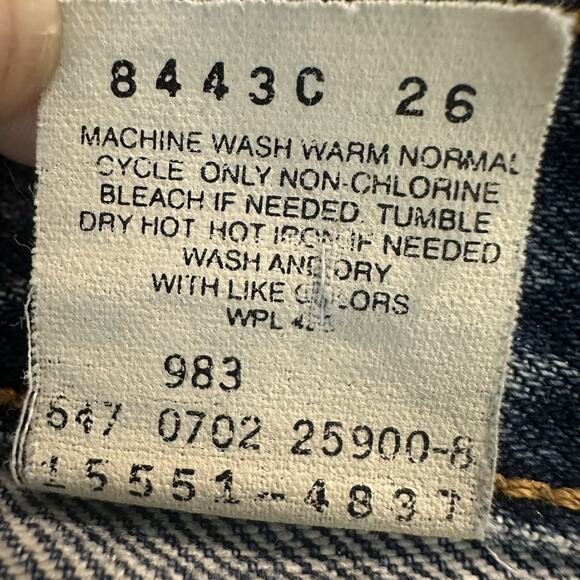 8443C 26
MACHINE WASH WARM NORMAL
CYCLE ONLY NON-CHLORINE
BLEACH IF NEEDED. TUMBLE
DRY HOT HOT IRON IF NEEDED
WASH AND DRY
WITH LIKE COLORS
WPL
983
647 0702 25900-8
15551-4837